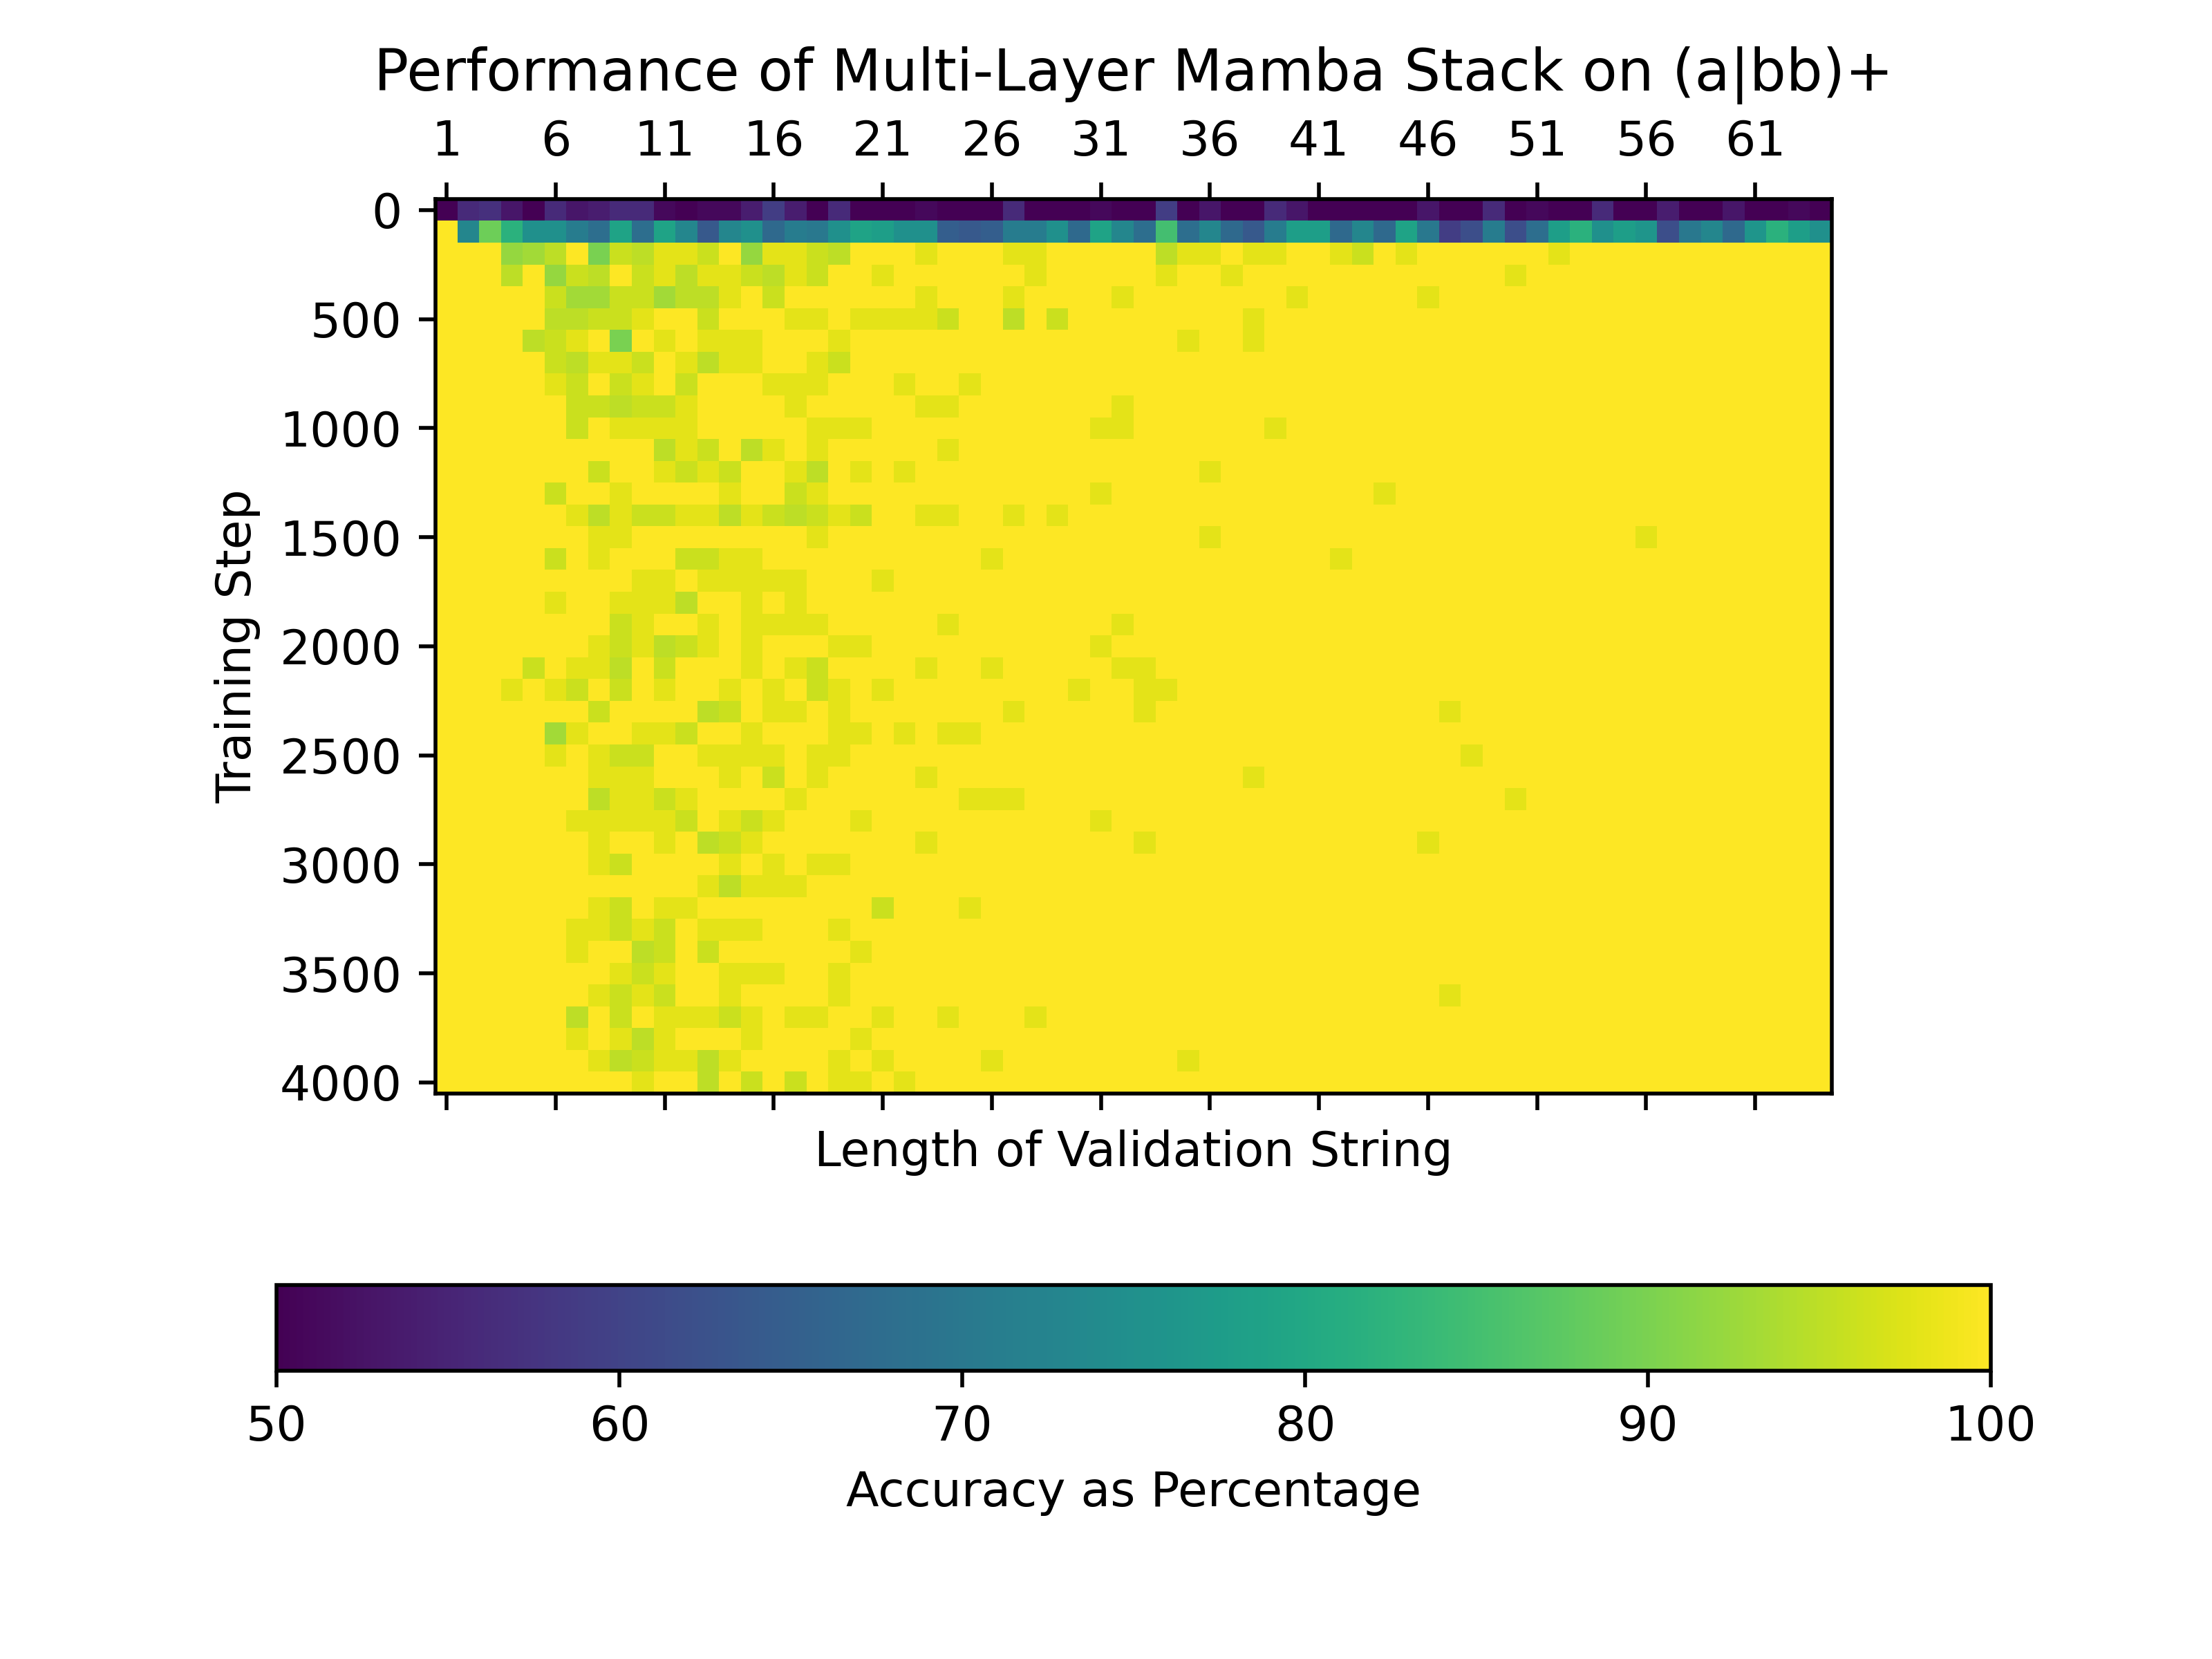 Performance of Multi-Layer Mamba Stack on (a|bb)+
1 6 11 16 21 26 31 36 41 46 51 56 61
0
500
1000
1500
2000
2500
3000
3500
4000
Training Step
Length of Validation String
50 60 70 80 90 100
Accuracy as Percentage